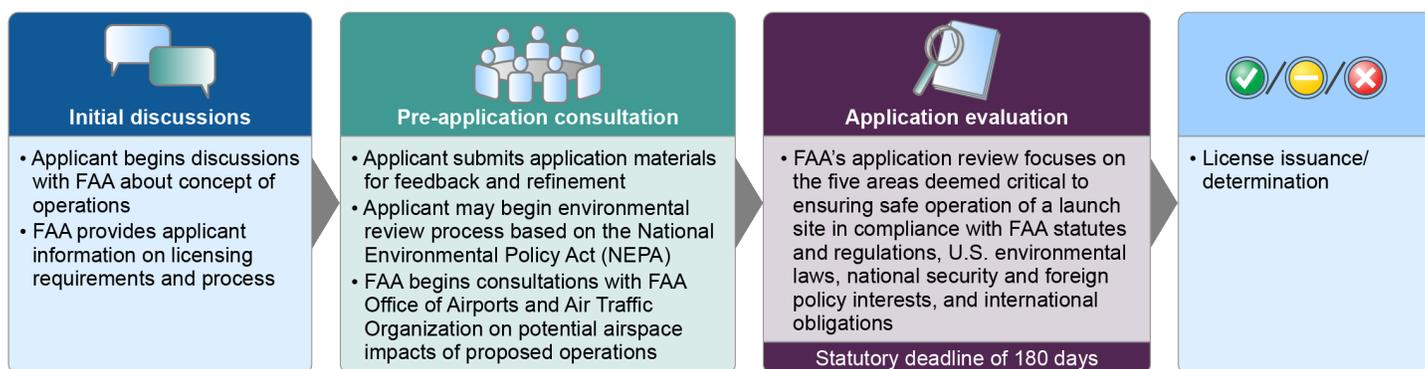 Initial discussions
• Applicant begins discussions
with FAA about concept of
operations
• FAA provides applicant
information on licensing
requirements and process
Pre-application consultation
• Applicant submits application materials
for feedback and refinement
• Applicant may begin environmental
review process based on the National
Environmental Policy Act (NEPA)
• FAA begins consultations with FAA
Office of Airports and Air Traffic
Organization on potential airspace
impacts of proposed operations
Application evaluation
• FAA’s application review focuses on
the five areas deemed critical to
ensuring safe operation of a launch
site in compliance with FAA statutes
and regulations, U.S. environmental
laws, national security and foreign
policy interests, and international
obligations
Statutory deadline of 180 days
• License issuance/
determination